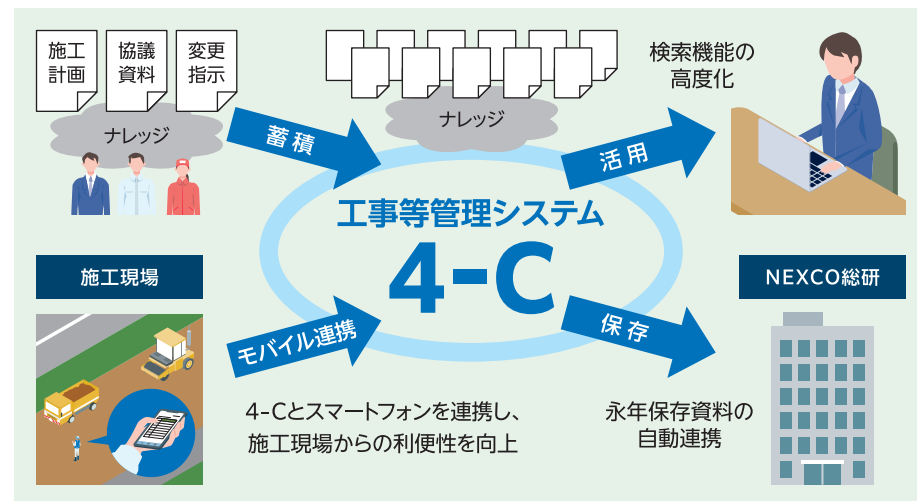 施工
計画
協議
資料
変更
指示
ナレッジ
蓄積
ナレッジ
活用
検索機能の
高度化
工事等管理システム
4-C
施工現場
モバイル連携
4-Cとスマートフォンを連携し、
施工現場からの利便性を向上
保存
NEXCO総研
永年保存資料の
自動連携